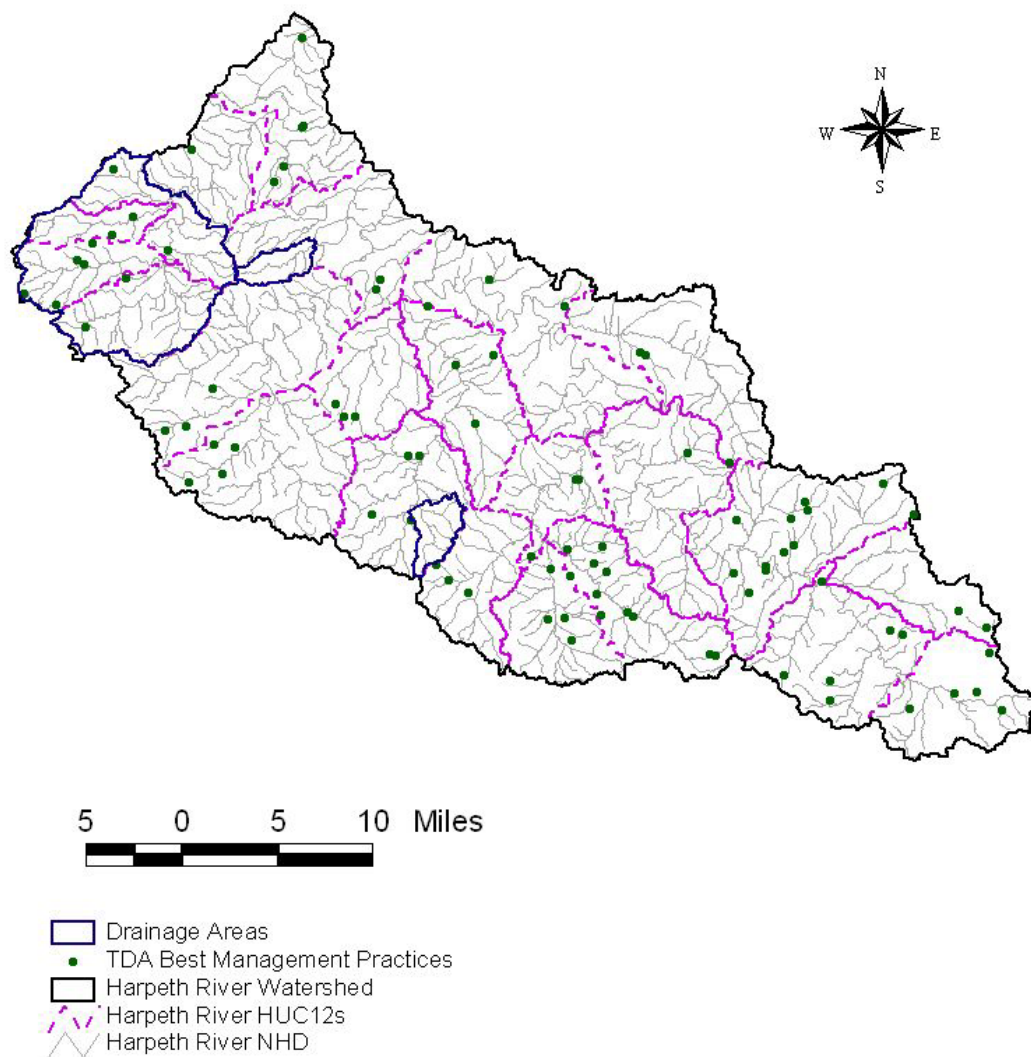 N
W E
S
5 0 5 10 Miles
Drainage Areas
TDA Best Management Practices
Harpeth River Watershed
Harpeth River HUC12s
Harpeth River NHD